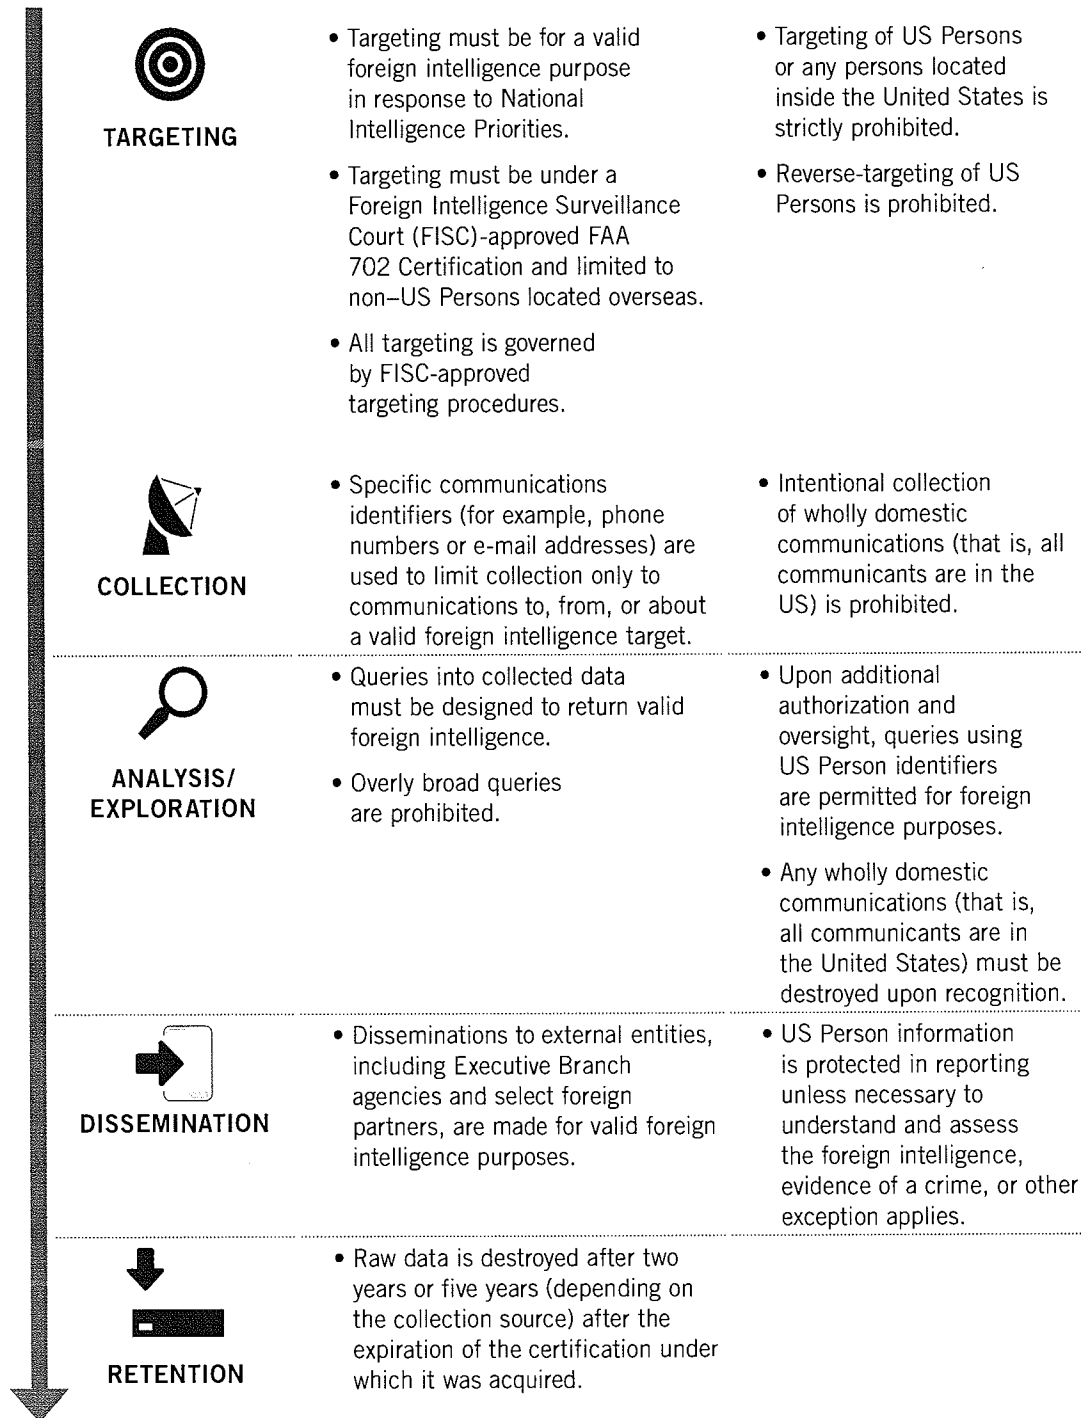 TARGETING
• Targeting must be for a valid
foreign intelligence purpose
in response to National
Intelligence Priorities.
• Targeting must be under a
Foreign Intelligence Surveillance
Court (FISC)-approved FAA
702 Certification and limited to
non–US Persons located overseas.
• All targeting is governed
by FISC-approved
targeting procedures.
• Targeting of US Persons
or any persons located
inside the United States is
strictly prohibited.
• Reverse-targeting of US
Persons is prohibited.
COLLECTION
• Specific communications
identifiers (for example, phone
numbers or e-mail addresses) are
used to limit collection only to
communications to, from, or about
a valid foreign intelligence target.
• Intentional collection
of wholly domestic
communications (that is, all
communicants are in the
US) is prohibited.
ANALYSIS/
EXPLORATION
• Queries into collected data
must be designed to return valid
foreign intelligence.
• Overly broad queries
are prohibited.
• Upon additional
authorization and
oversight, queries using
US Person identifiers
are permitted for foreign
intelligence purposes.
• Any wholly domestic
communications (that is,
all communicants are in
the United States) must be
destroyed upon recognition.
DISSEMINATION
• Disseminations to external entities,
including Executive Branch
agencies and select foreign
partners, are made for valid foreign
intelligence purposes.
• US Person information
is protected in reporting
unless necessary to
understand and assess
the foreign intelligence,
evidence of a crime, or other
exception applies.
RETENTION
• Raw data is destroyed after two
years or five years (depending on
the collection source) after the
expiration of the certification under
which it was acquired.